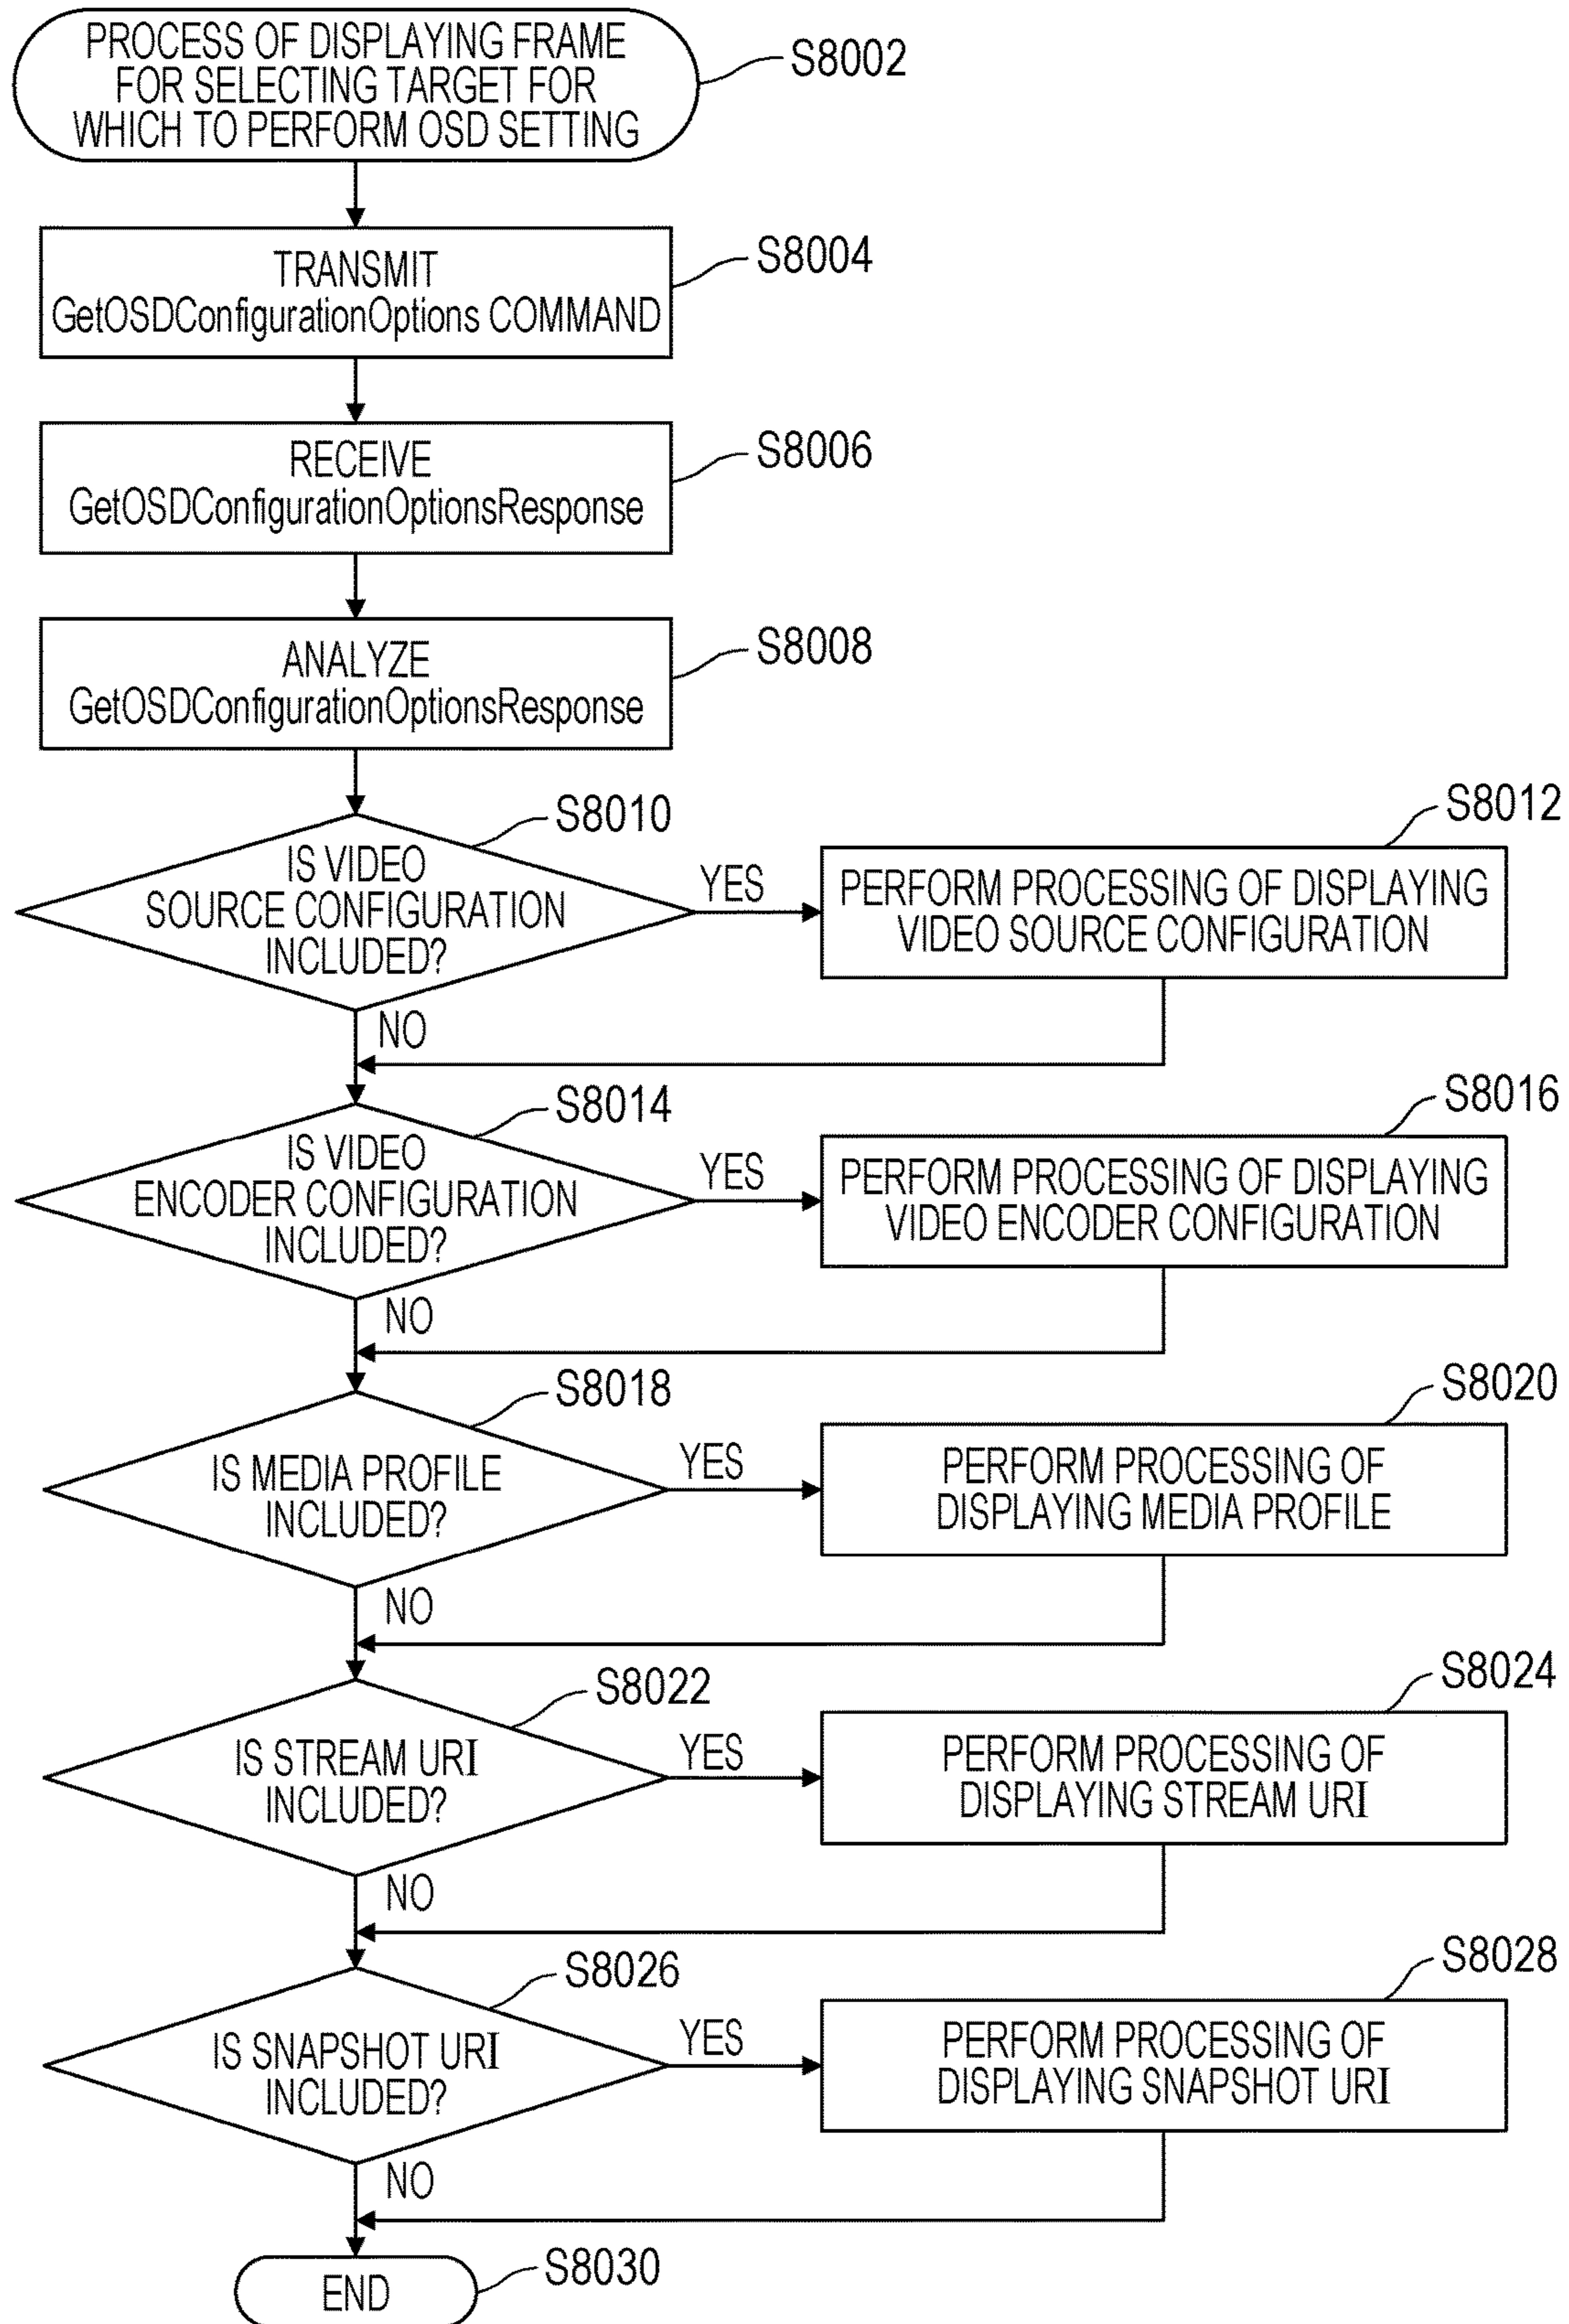 PROCESS OF DISPLAYING FRAME
FOR SELECTING TARGET FOR
WHICH TO PERFORM OSD SETTING
S8002
TRANSMIT
GetOSDConfigurationOptions COMMAND
S8004
RECEIVE
GetOSDConfigurationOptionsResponse
S8006
ANALYZE
GetOSDConfigurationOptionsResponse
S8008
IS VIDEO
SOURCE CONFIGURATION
INCLUDED?
S8010
YES
PERFORM PROCESSING OF DISPLAYING
VIDEO SOURCE CONFIGURATION
S8012
NO
IS VIDEO
ENCODER CONFIGURATION
INCLUDED?
S8014
YES
PERFORM PROCESSING OF DISPLAYING
VIDEO ENCODER CONFIGURATION
S8016
NO
IS MEDIA PROFILE
INCLUDED?
S8018
YES
PERFORM PROCESSING OF
DISPLAYING MEDIA PROFILE
S8020
NO
IS STREAM URI
INCLUDED?
S8022
YES
PERFORM PROCESSING OF
DISPLAYING STREAM URI
S8024
NO
IS SNAPSHOT URI
INCLUDED?
S8026
YES
PERFORM PROCESSING OF
DISPLAYING SNAPSHOT URI
S8028
NO
END
S8030